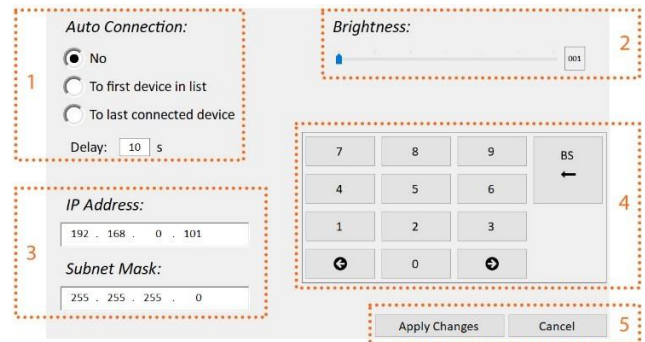 1
Auto Connection:
No
To first device in list
To last connected device
Delay: 10 s
Brightness:
001
2
3
IP Address:
192 . 168 . 0 . 101
Subnet Mask:
255 . 255 . 255 . 0
7 8 9 BS
4 5 6
1 2 3
0
4
Apply Changes Cancel
5